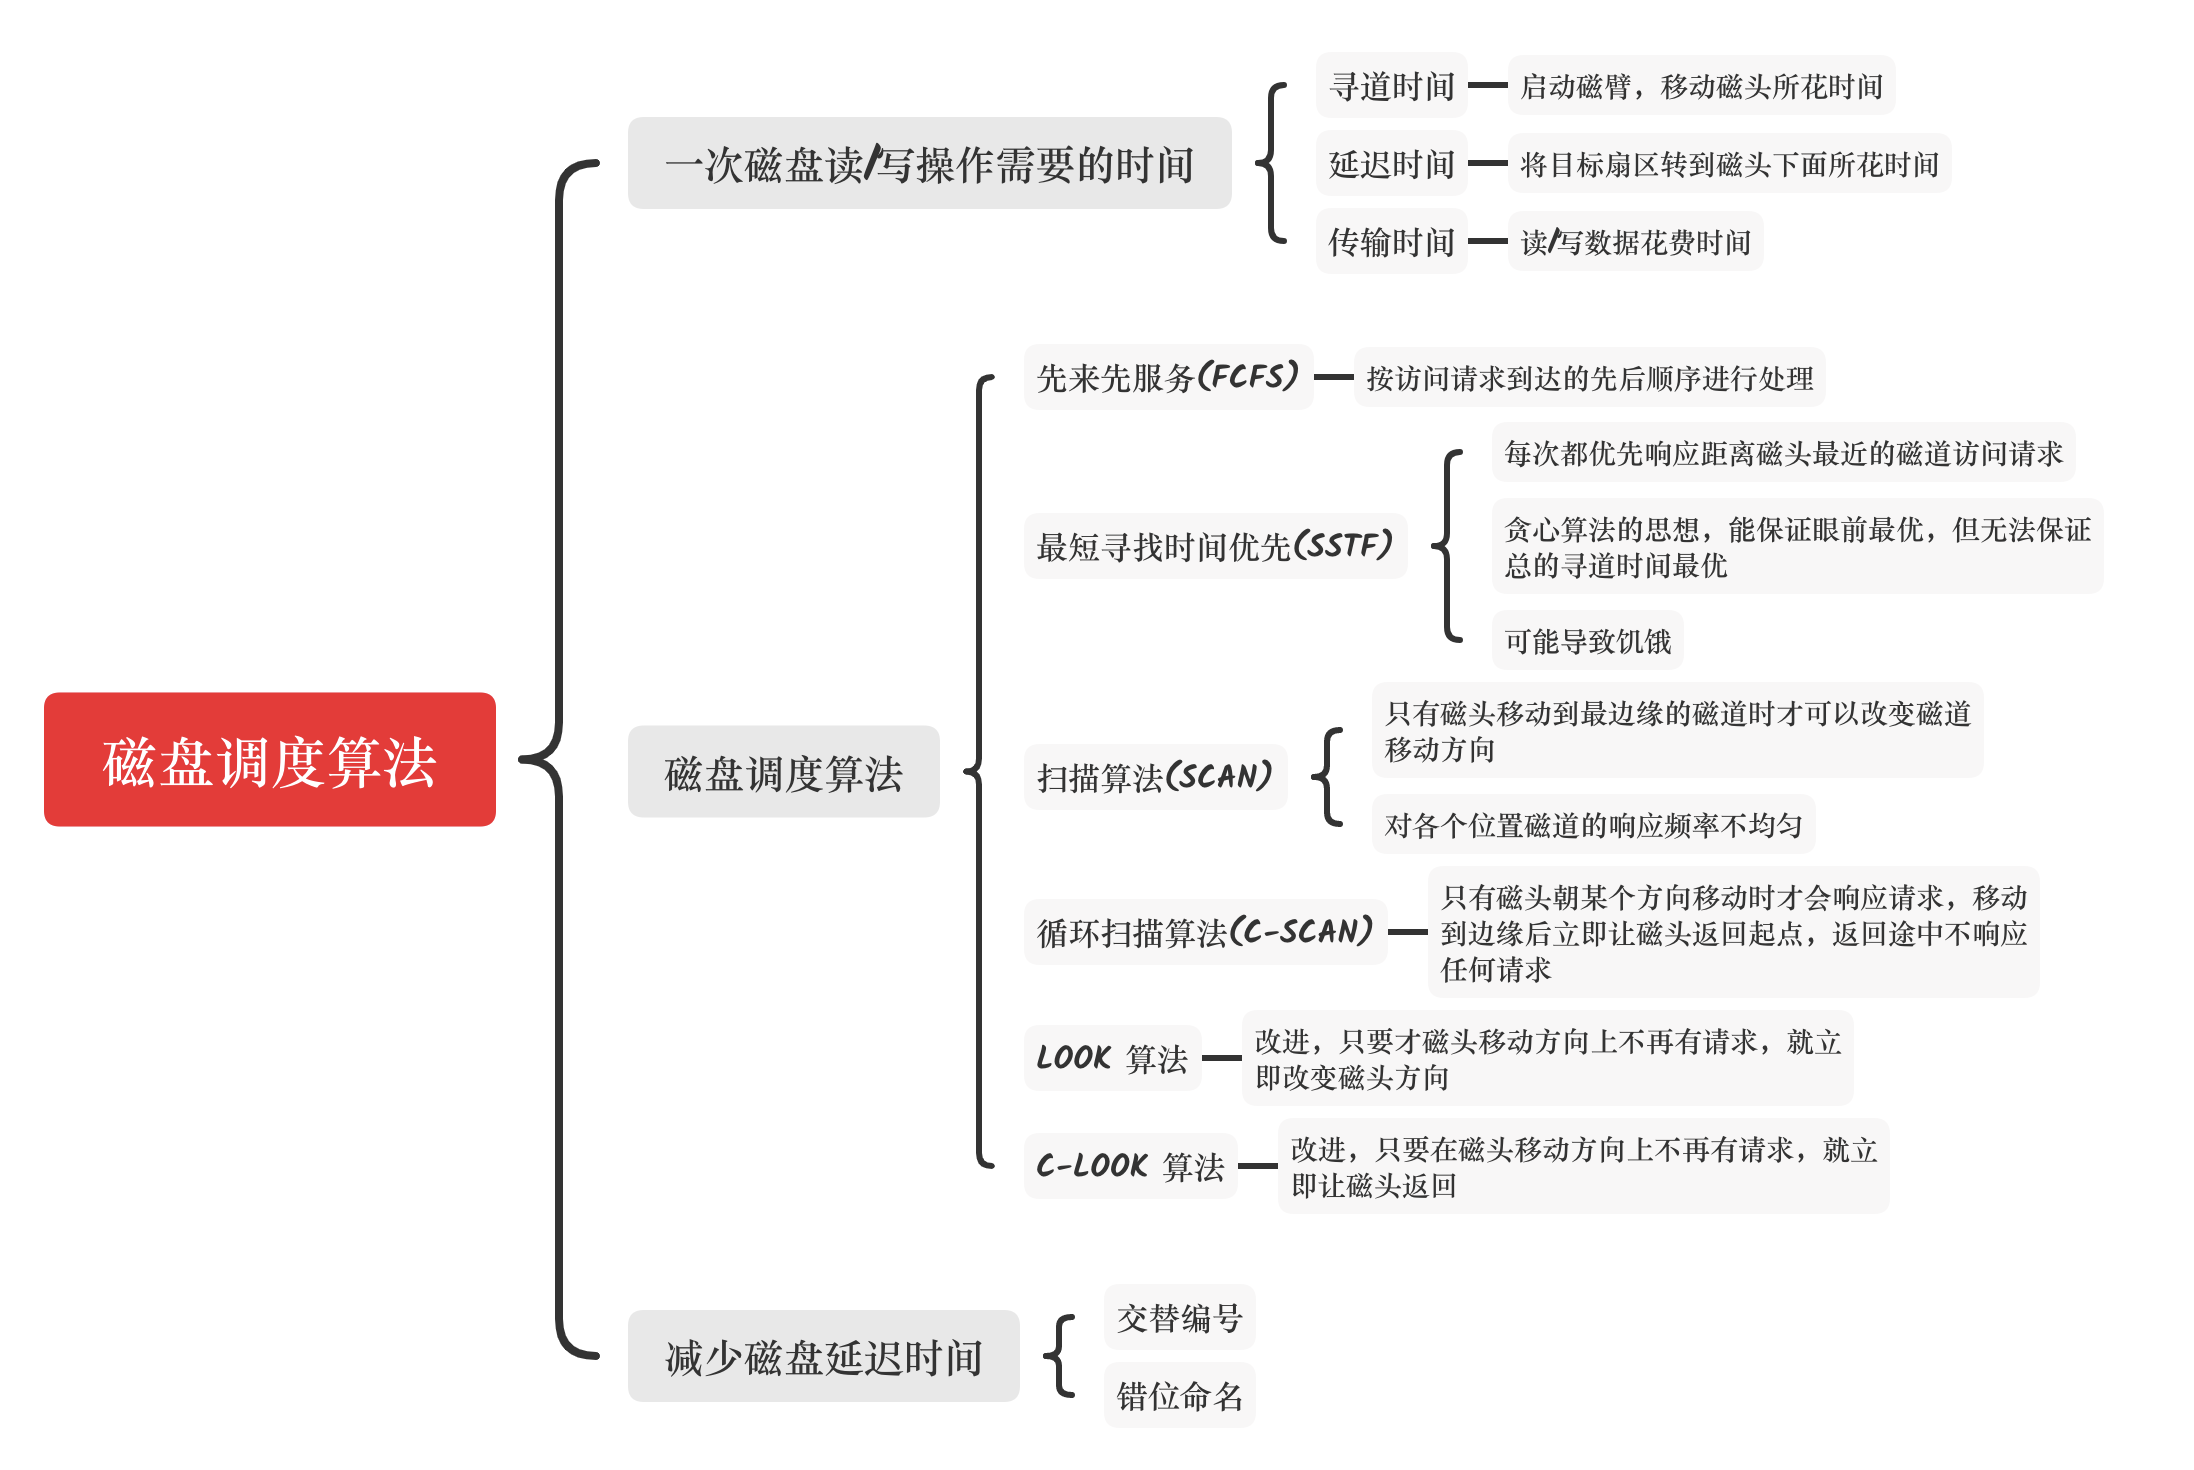 磁盘调度算法
一次磁盘读/写操作需要的时间
寻道时间
启动磁臂，移动磁头所花时间
延迟时间
将目标扇区转到磁头下面所花时间
传输时间
读/写数据花费时间
磁盘调度算法
先来先服务(FCFS)
按访问请求到达的先后顺序进行处理
最短寻找时间优先(SSTF)
每次都优先响应距离磁头最近的磁道访问请求
贪心算法的思想，能保证眼前最优，但无法保证
总的寻道时间最优
可能导致饥饿
扫描算法(SCAN)
只有磁头移动到最边缘的磁道时才可以改变磁道
移动方向
对各个位置磁道的响应频率不均匀
循环扫描算法(C-SCAN)
只有磁头朝某个方向移动时才会响应请求，移动
到边缘后立即让磁头返回起点，返回途中不响应
任何请求
LOOK 算法
改进，只要才磁头移动方向上不再有请求，就立
即改变磁头方向
C-LOOK 算法
改进，只要在磁头移动方向上不再有请求，就立
即让磁头返回
减少磁盘延迟时间
交替编号
错位命名